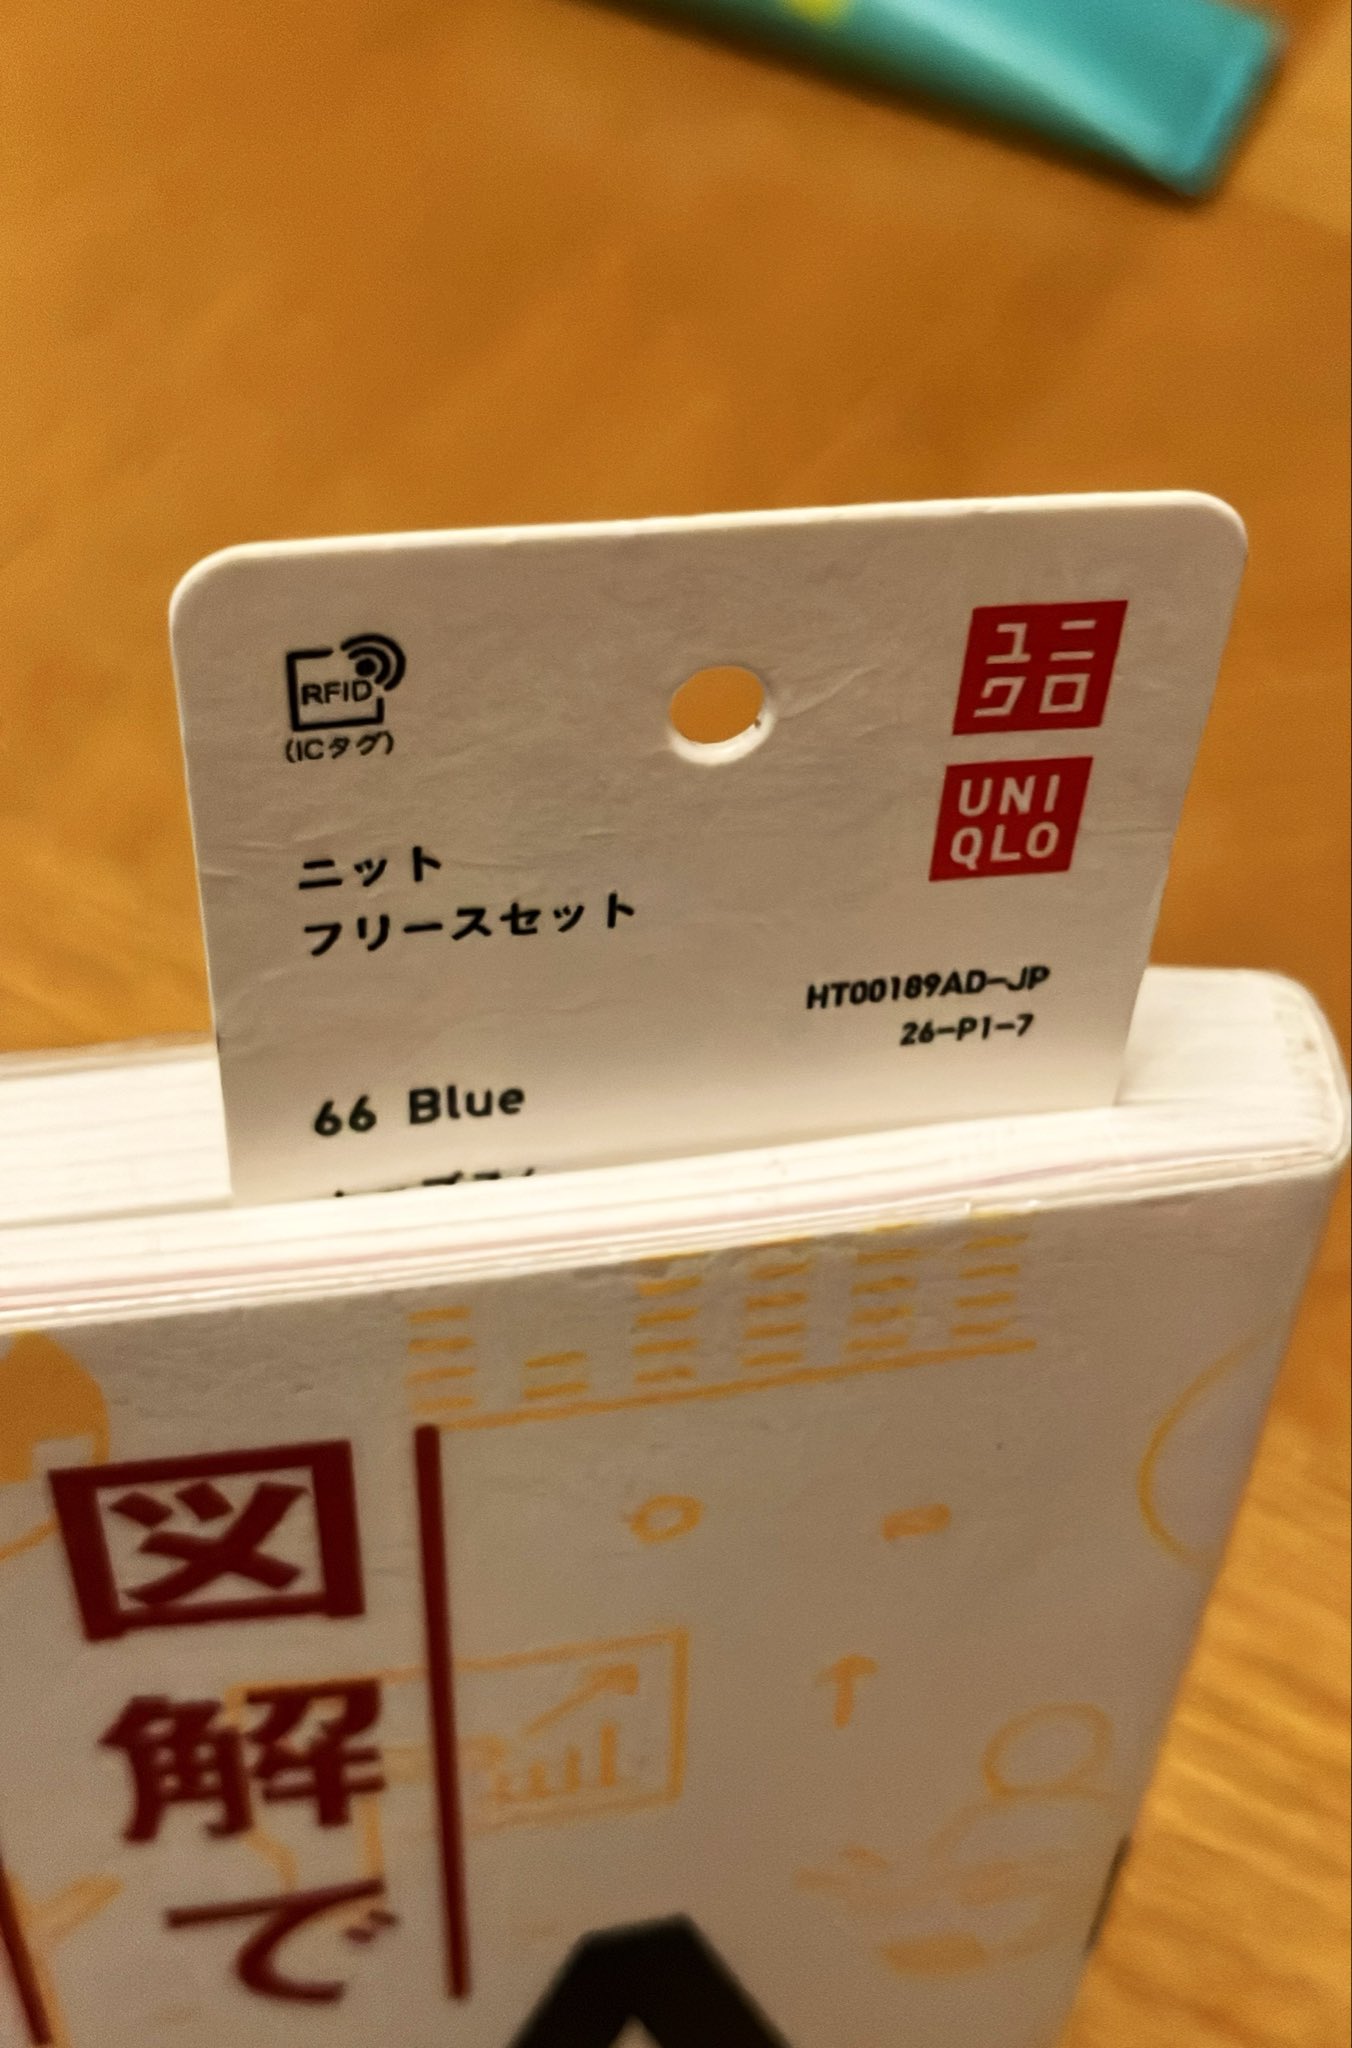 RFID
(ICタグ)
ユニ
クロ
UNI
QLO
ニット
フリースセット
HT00189AD-JP
26-P1-7
66 Blue
図解で